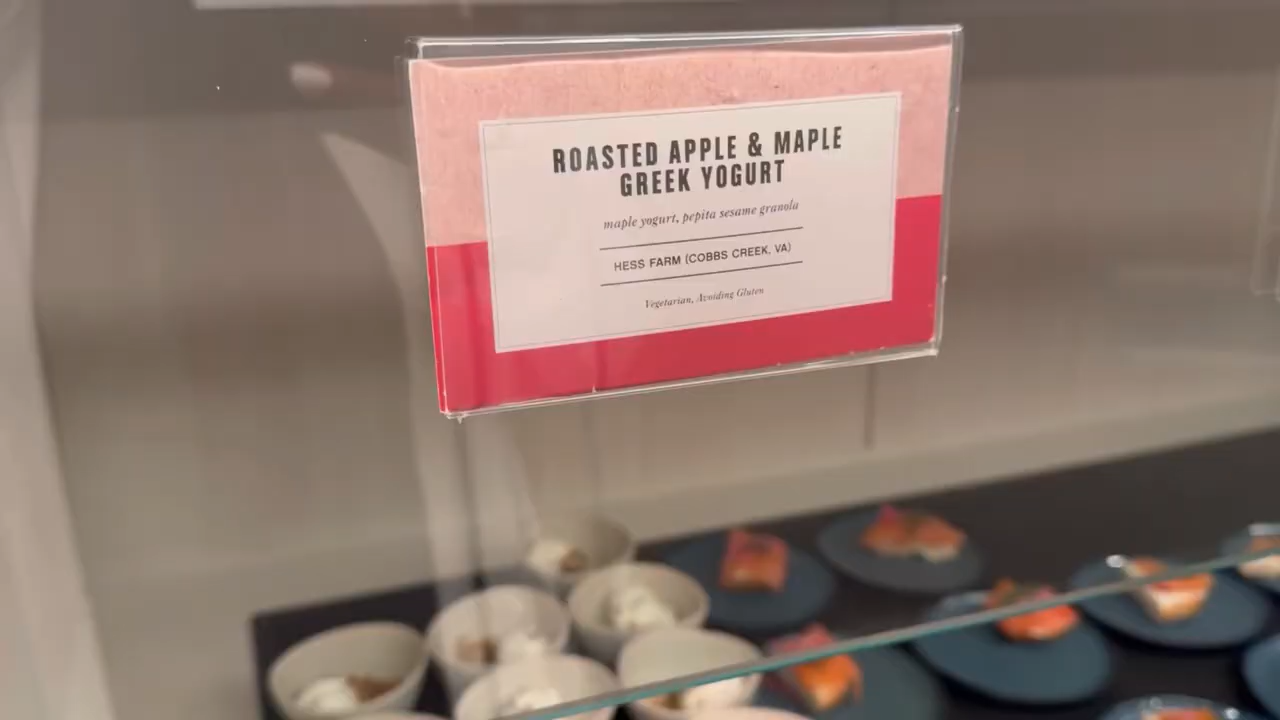 ROASTED APPLE & MAPLE
GREEK YOGURT
maple yogurt, pepita sesame granola
HESS FARM (COBBS CREEK, VA)
Vegetarian, Avoiding Gluten